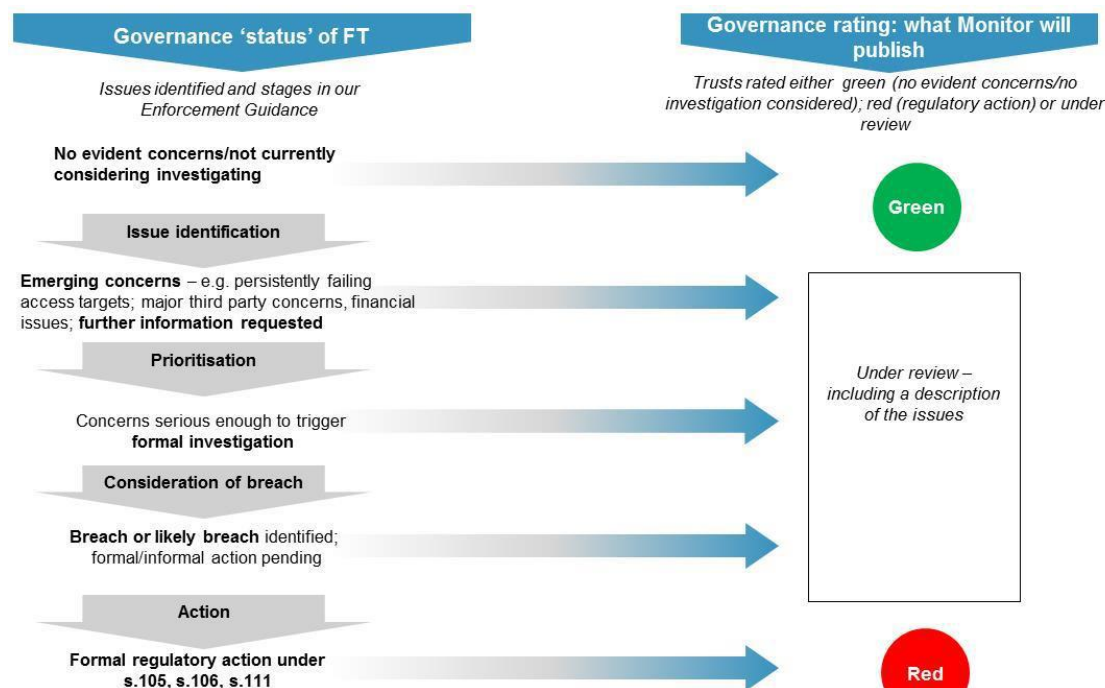 Governance ‘status’ of FT
Issues identified and stages in our
Enforcement Guidance
Governance rating: what Monitor will
publish
Trusts rated either green (no evident concerns/no
investigation considered); red (regulatory action) or under
review
No evident concerns/not currently
considering investigating
Green
Issue identification
Emerging concerns – e.g. persistently failing
access targets; major third party concerns, financial
issues; further information requested
Prioritisation
Under review –
including a description
of the issues
Concerns serious enough to trigger
formal investigation
Consideration of breach
Breach or likely breach identified;
formal/informal action pending
Action
Formal regulatory action under
s.105, s.106, s.111
Red